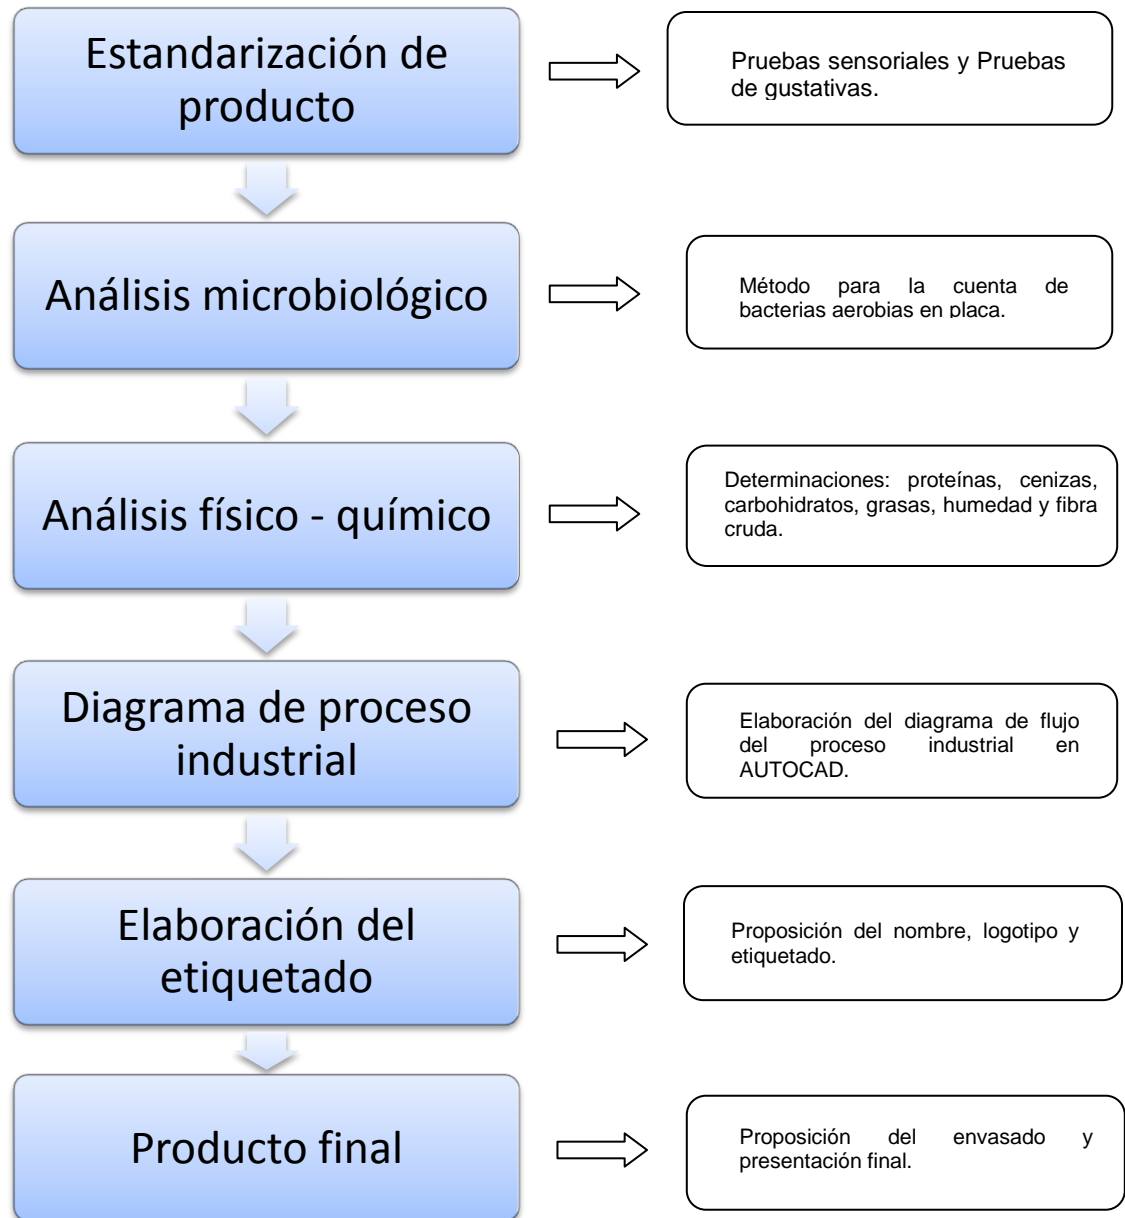 Estandarización de
producto
Pruebas sensoriales y Pruebas
de gustativas.
Análisis microbiológico
Método para la cuenta de
bacterias aerobias en placa.
Análisis físico - químico
Determinaciones: proteínas, cenizas,
carbohidratos, grasas, humedad y fibra
cruda.
Diagrama de proceso
industrial
Elaboración del diagrama de flujo
del proceso industrial en
AUTOCAD.
Elaboración del
etiquetado
Proposición del nombre, logotipo y
etiquetado.
Producto final
Proposición del envasado y
presentación final.